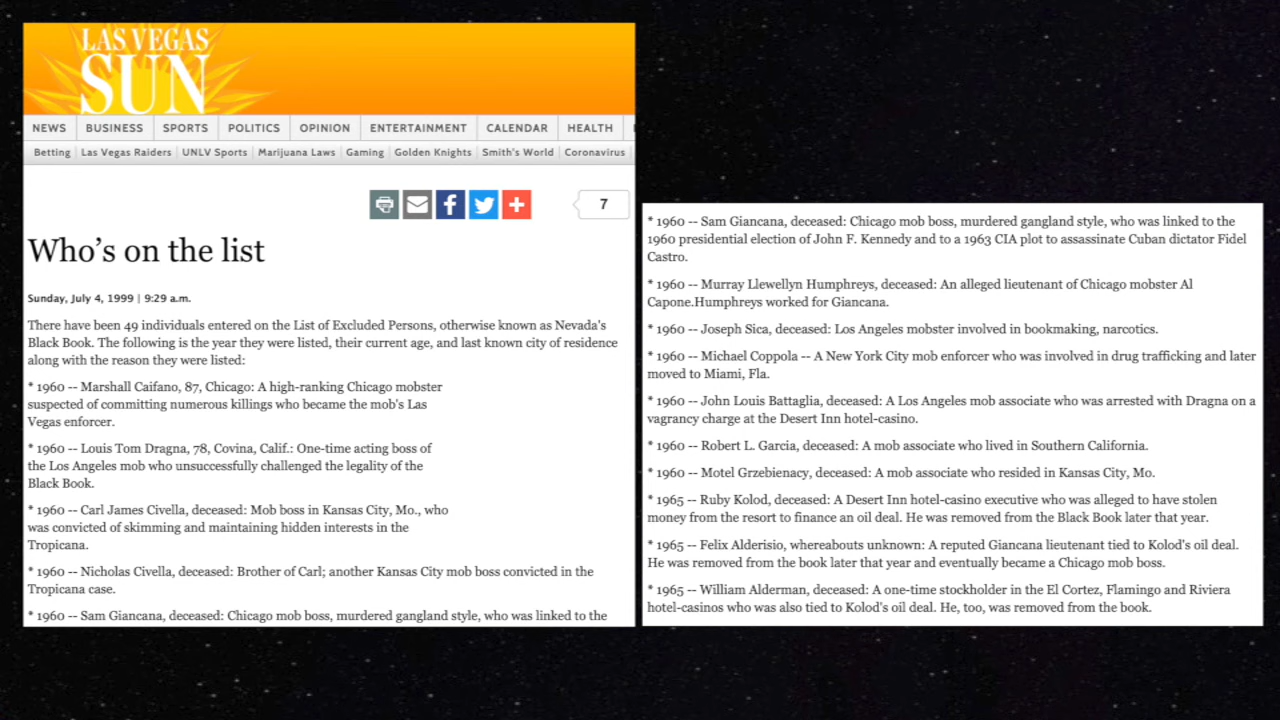 LAS VEGAS
SUN
NEWS BUSINESS SPORTS POLITICS OPINION ENTERTAINMENT CALENDAR HEALTH
Betting Las Vegas Raiders UNLV Sports Marijuana Laws Gaming Golden Knights Smith's World Coronavirus
7
Who’s on the list
Sunday, July 4, 1999 | 9:29 a.m.
There have been 49 individuals entered on the List of Excluded Persons, otherwise known as Nevada's
Black Book. The following is the year they were listed, their current age, and last known city of residence
along with the reason they were listed:
* 1960 -- Marshall Caifano, 87, Chicago: A high-ranking Chicago mobster
suspected of committing numerous killings who became the mob's Las
Vegas enforcer.
* 1960 -- Louis Tom Dragna, 78, Covina, Calif.: One-time acting boss of
the Los Angeles mob who unsuccessfully challenged the legality of the
Black Book.
* 1960 -- Carl James Civella, deceased: Mob boss in Kansas City, Mo., who
was convicted of skimming and maintaining hidden interests in the
Tropicana.
* 1960 -- Nicholas Civella, deceased: Brother of Carl; another Kansas City mob boss convicted in the
Tropicana case.
* 1960 -- Sam Giancana, deceased: Chicago mob boss, murdered gangland style, who was linked to the
* 1960 -- Sam Giancana, deceased: Chicago mob boss, murdered gangland style, who was linked to the
1960 presidential election of John F. Kennedy and to a 1963 CIA plot to assassinate Cuban dictator Fidel
Castro.
* 1960 -- Murray Llewellyn Humphreys, deceased: An alleged lieutenant of Chicago mobster Al
Capone.Humphreys worked for Giancana.
* 1960 -- Joseph Sica, deceased: Los Angeles mobster involved in bookmaking, narcotics.
* 1960 -- Michael Coppola -- A New York City mob enforcer who was involved in drug trafficking and later
moved to Miami, Fla.
* 1960 -- John Louis Battaglia, deceased: A Los Angeles mob associate who was arrested with Dragna on a
vagrancy charge at the Desert Inn hotel-casino.
* 1960 -- Robert L. Garcia, deceased: A mob associate who lived in Southern California.
* 1960 -- Motel Grzebienacy, deceased: A mob associate who resided in Kansas City, Mo.
* 1965 -- Ruby Kolod, deceased: A Desert Inn hotel-casino executive who was alleged to have stolen
money from the resort to finance an oil deal. He was removed from the Black Book later that year.
* 1965 -- Felix Alderisio, whereabouts unknown: A reputed Giancana lieutenant tied to Kolod's oil deal.
He was removed from the book later that year and eventually became a Chicago mob boss.
* 1965 -- William Alderman, deceased: A one-time stockholder in the El Cortez, Flamingo and Riviera
hotel-casinos who was also tied to Kolod's oil deal. He, too, was removed from the book.